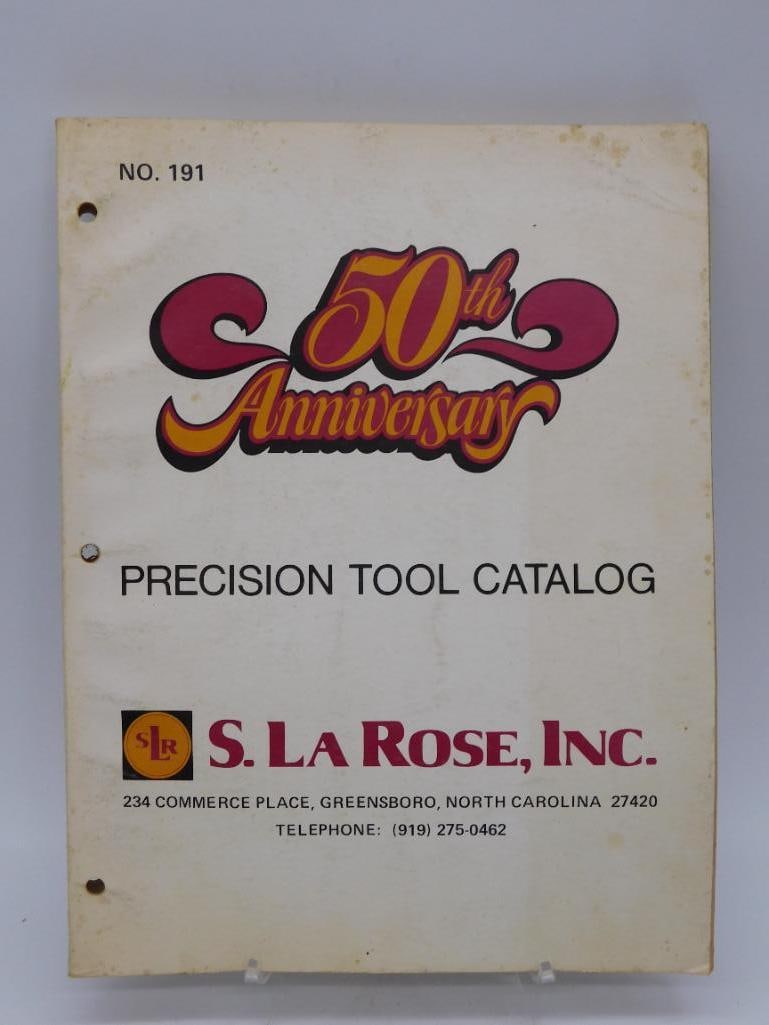 NO. 191
50th
Anniversary
PRECISION TOOL CATALOG
SLR
S. LA ROSE, INC.
234 COMMERCE PLACE, GREENSBORO, NORTH CAROLINA 27420
TELEPHONE: (919) 275-0462